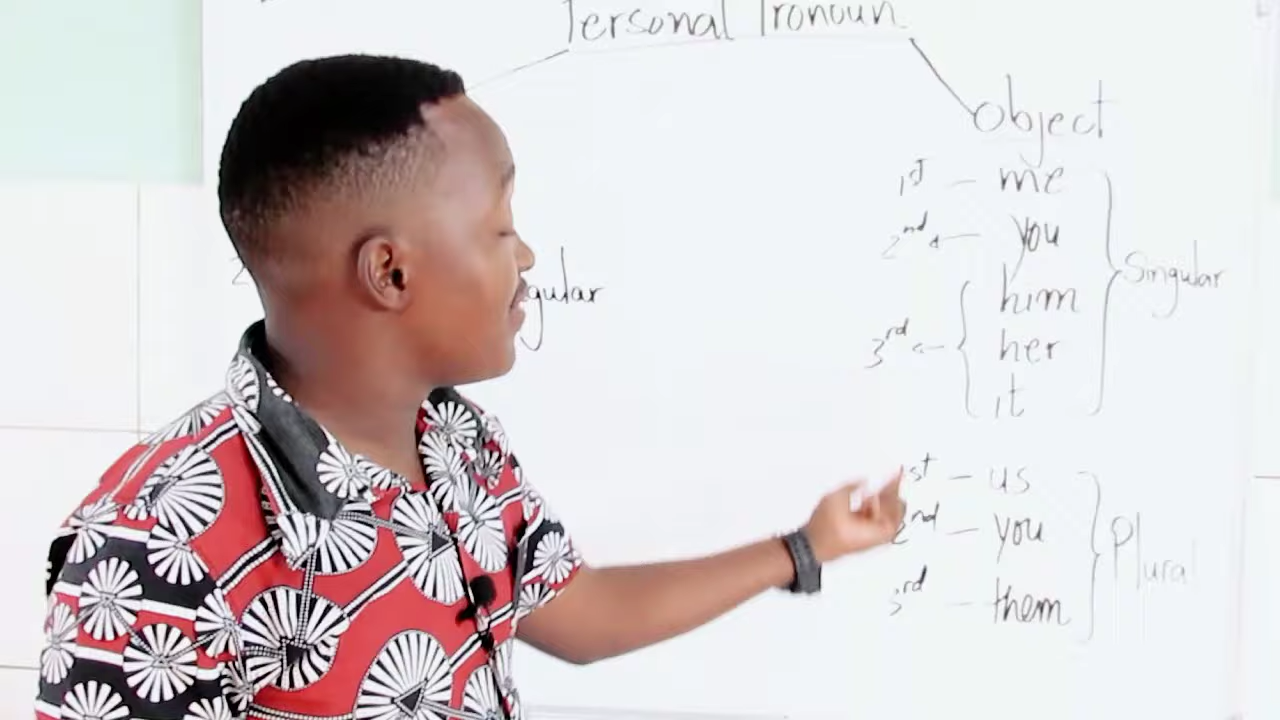 Personal Pronoun
Object
1st – me
2nd – you
him
3rd – her
it
Singular
1st – us
2nd – you
3rd – them
Plural